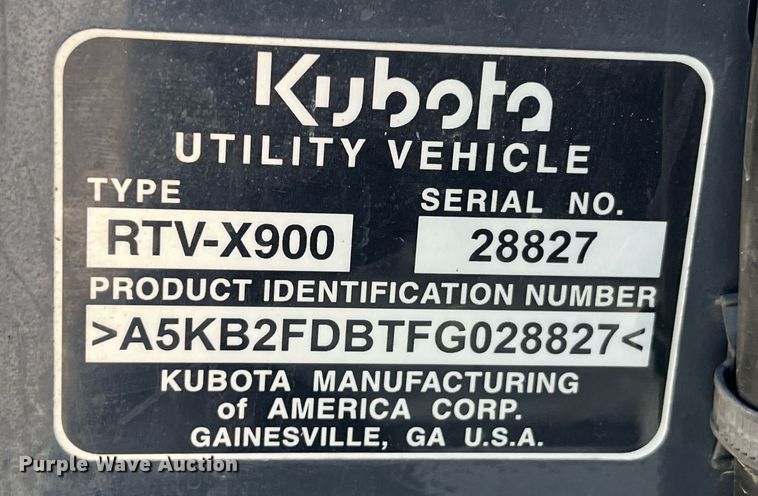 Kubota
UTILITY VEHICLE
TYPE SERIAL NO.
RTV-X900 28827
PRODUCT IDENTIFICATION NUMBER
>A5KB2FDBTFG028827<
KUBOTA MANUFACTURING
of AMERICA CORP.
GAINESVILLE, GA U.S.A.
Purple Wave Auction